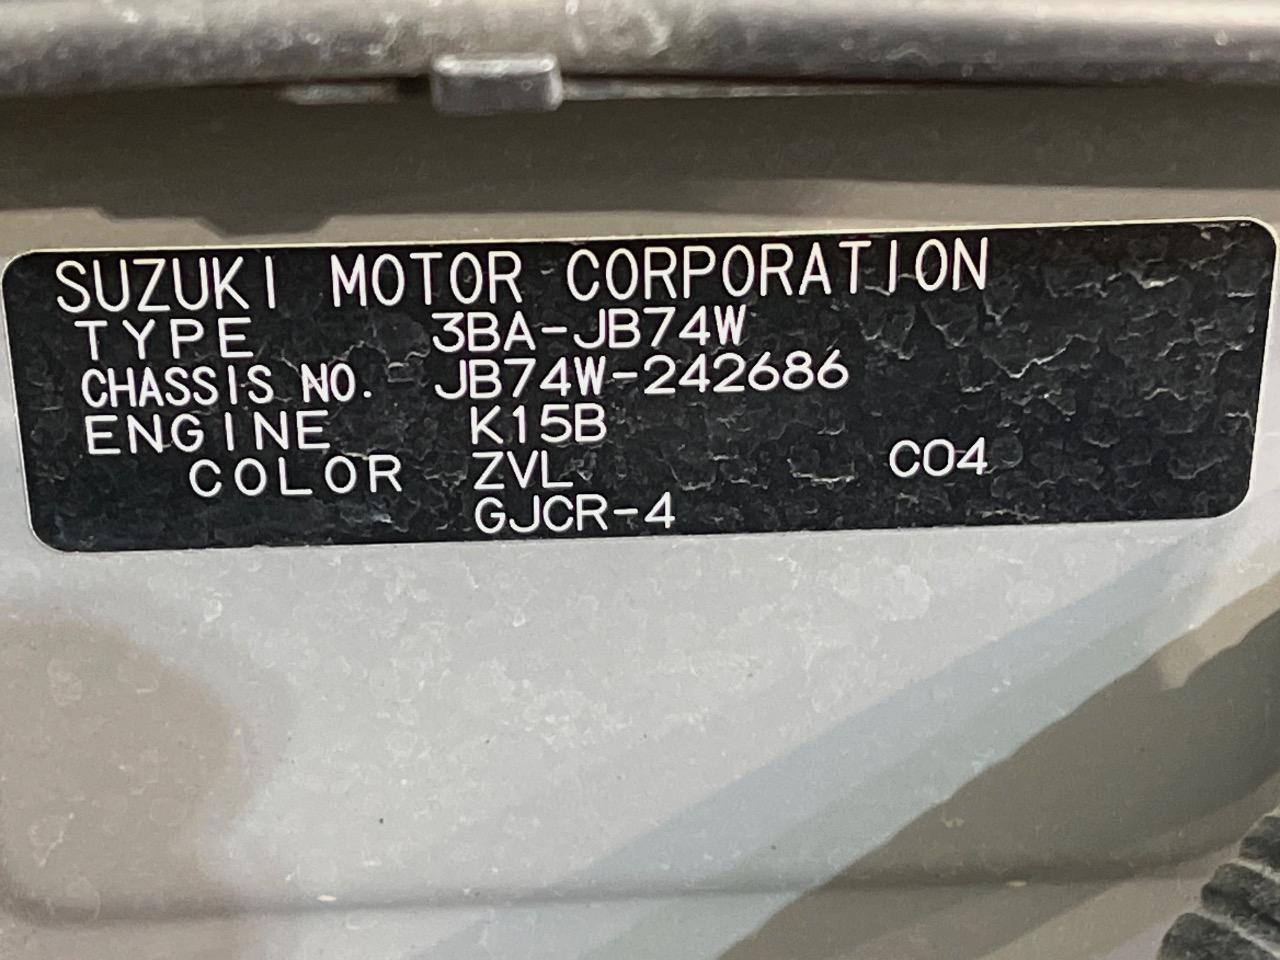 SUZUKI MOTOR CORPORATION
TYPE 3BA-JB74W
CHASSIS NO. JB74W-242686
ENGINE K15B
COLOR ZVL C04
GJCR-4